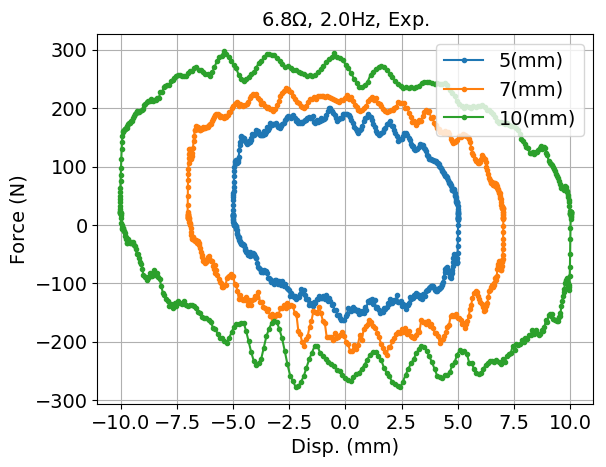 6.8Ω, 2.0Hz, Exp.
5(mm)
7(mm)
10(mm)
Force (N)
300
200
100
0
−100
−200
−300
−10.0 −7.5 −5.0 −2.5 0.0 2.5 5.0 7.5 10.0
Disp. (mm)